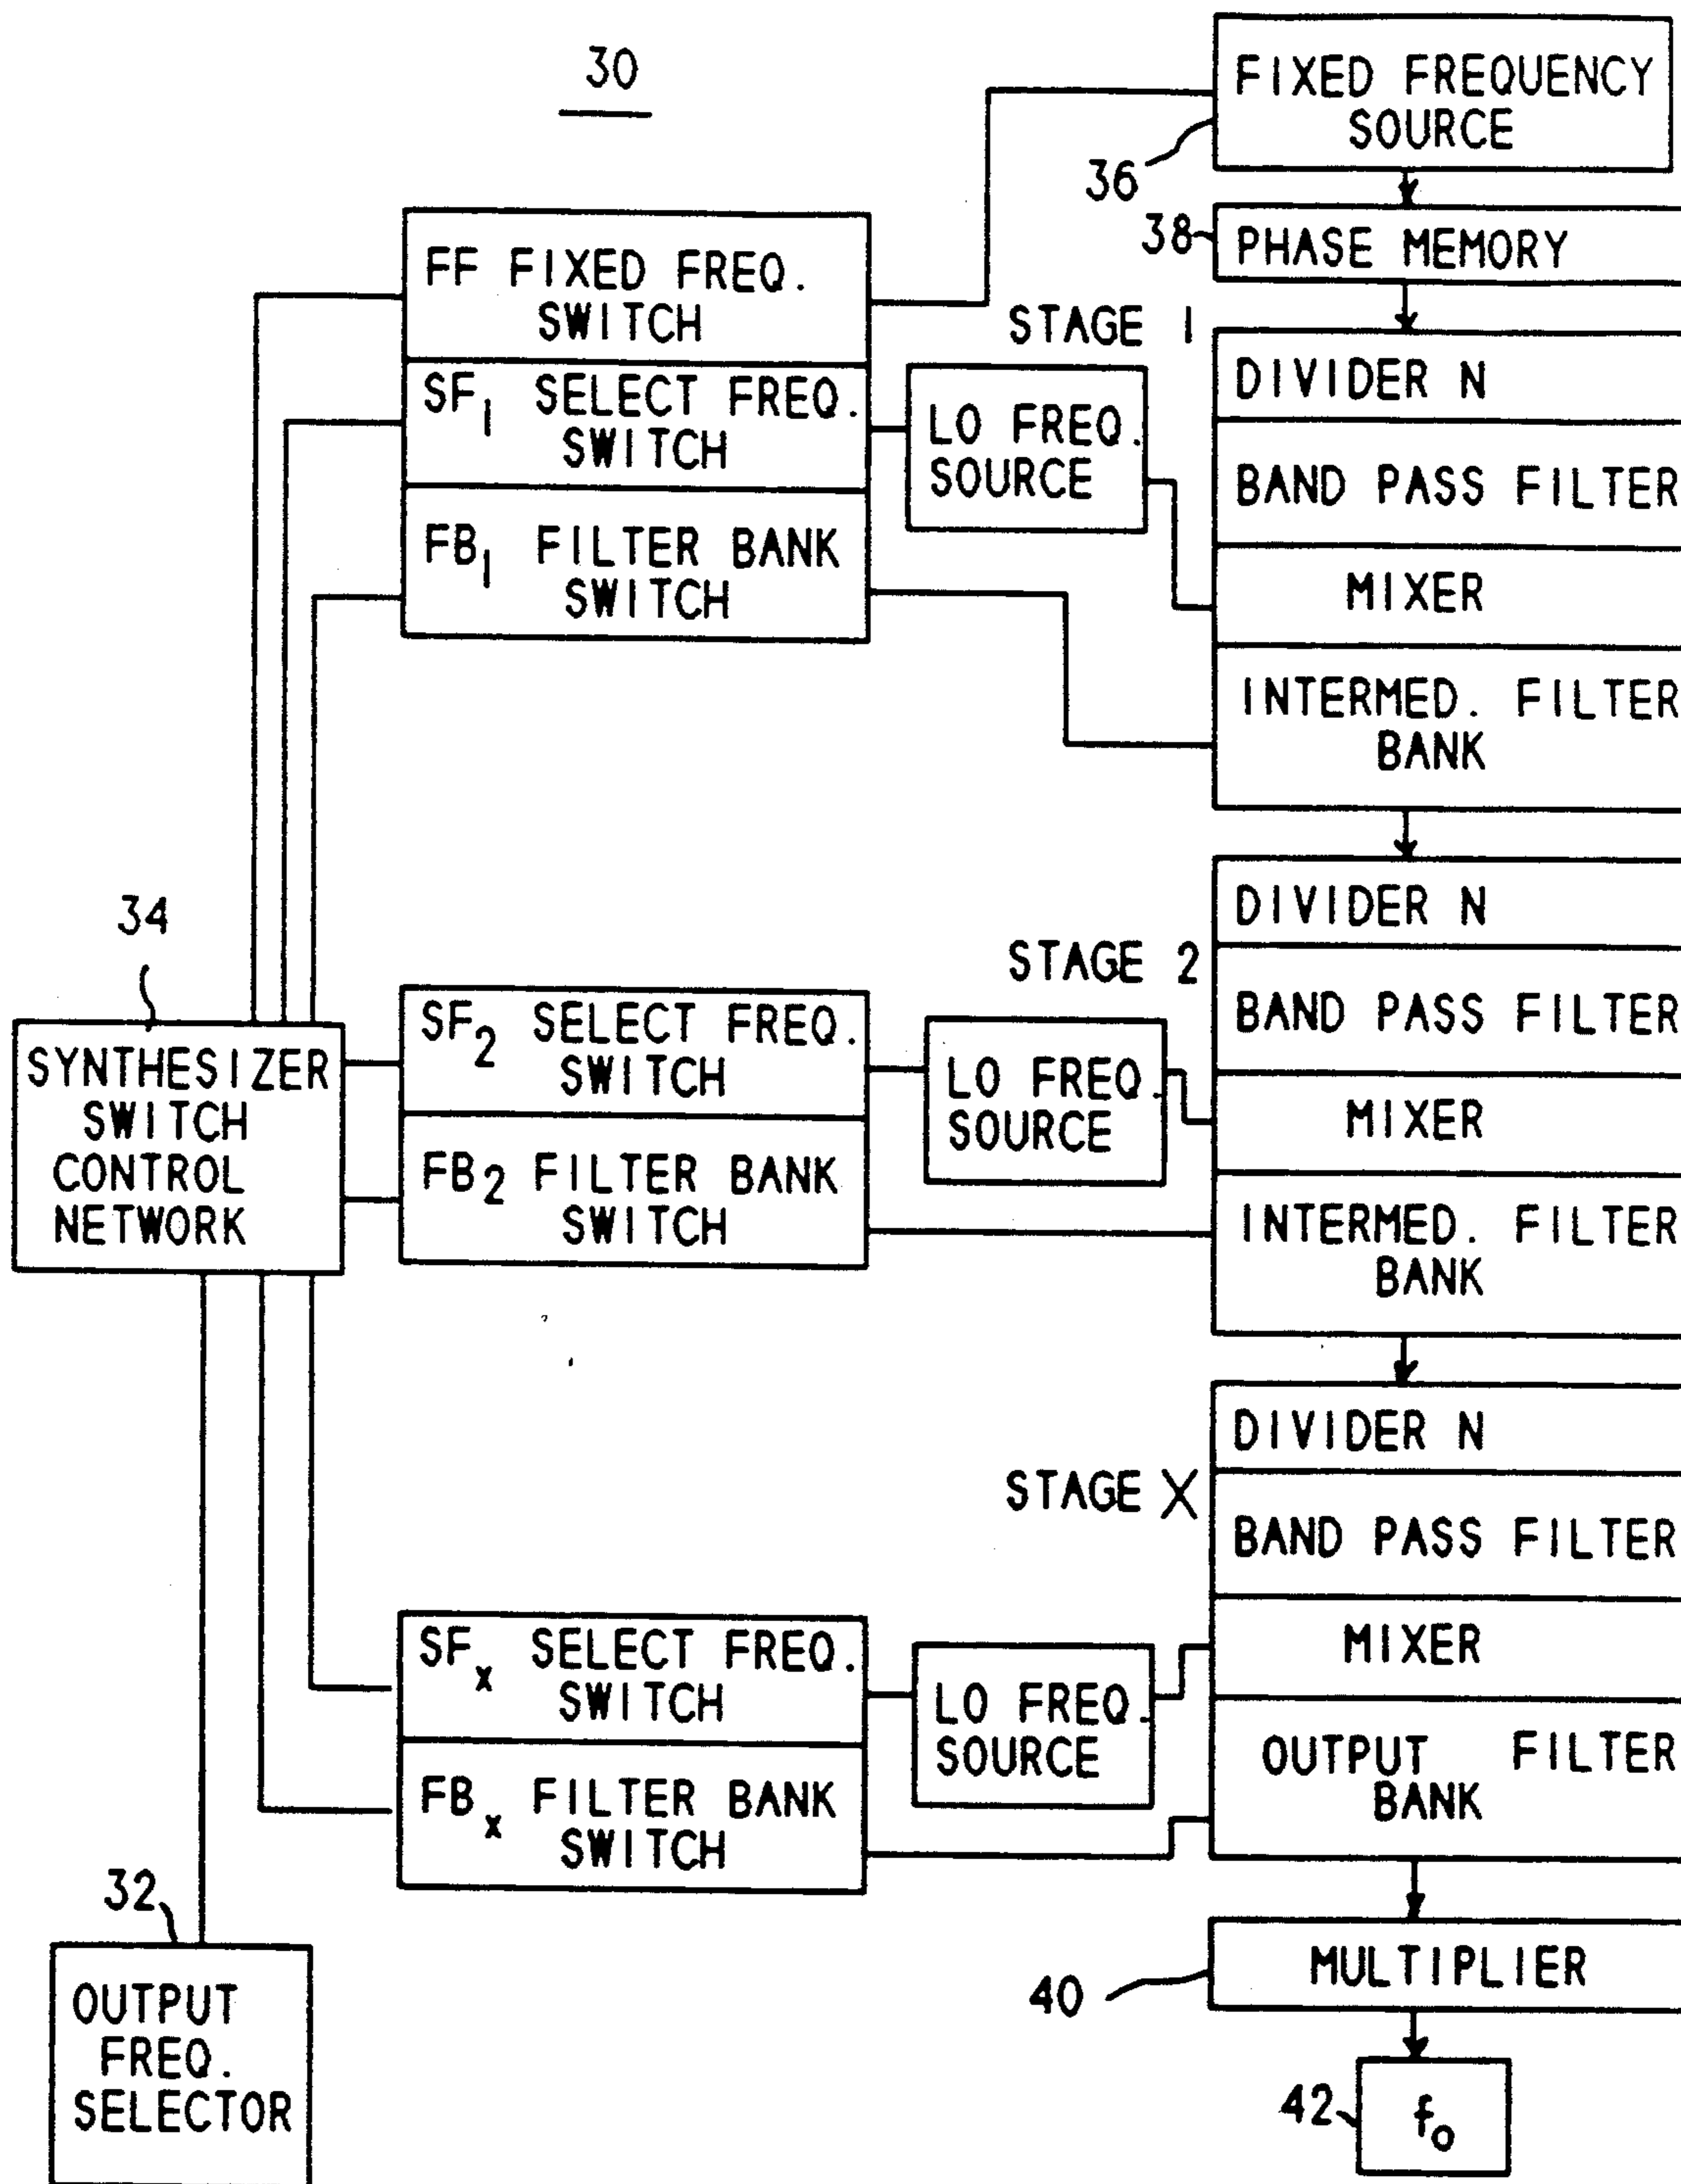 30
FIXED FREQUENCY
SOURCE
36
38
PHASE MEMORY
FF FIXED FREQ.
SWITCH
SF1 SELECT FREQ.
SWITCH
FB1 FILTER BANK
SWITCH
LO FREQ.
SOURCE
STAGE 1
DIVIDER N
BAND PASS FILTER
MIXER
INTERMED. FILTER
BANK
34
SYNTHESIZER
SWITCH
CONTROL
NETWORK
SF2 SELECT FREQ.
SWITCH
FB2 FILTER BANK
SWITCH
LO FREQ.
SOURCE
STAGE 2
DIVIDER N
BAND PASS FILTER
MIXER
INTERMED. FILTER
BANK
SFx SELECT FREQ.
SWITCH
FBx FILTER BANK
SWITCH
LO FREQ.
SOURCE
STAGE X
DIVIDER N
BAND PASS FILTER
MIXER
OUTPUT FILTER
BANK
32
OUTPUT
FREQ.
SELECTOR
40
MULTIPLIER
42
fo